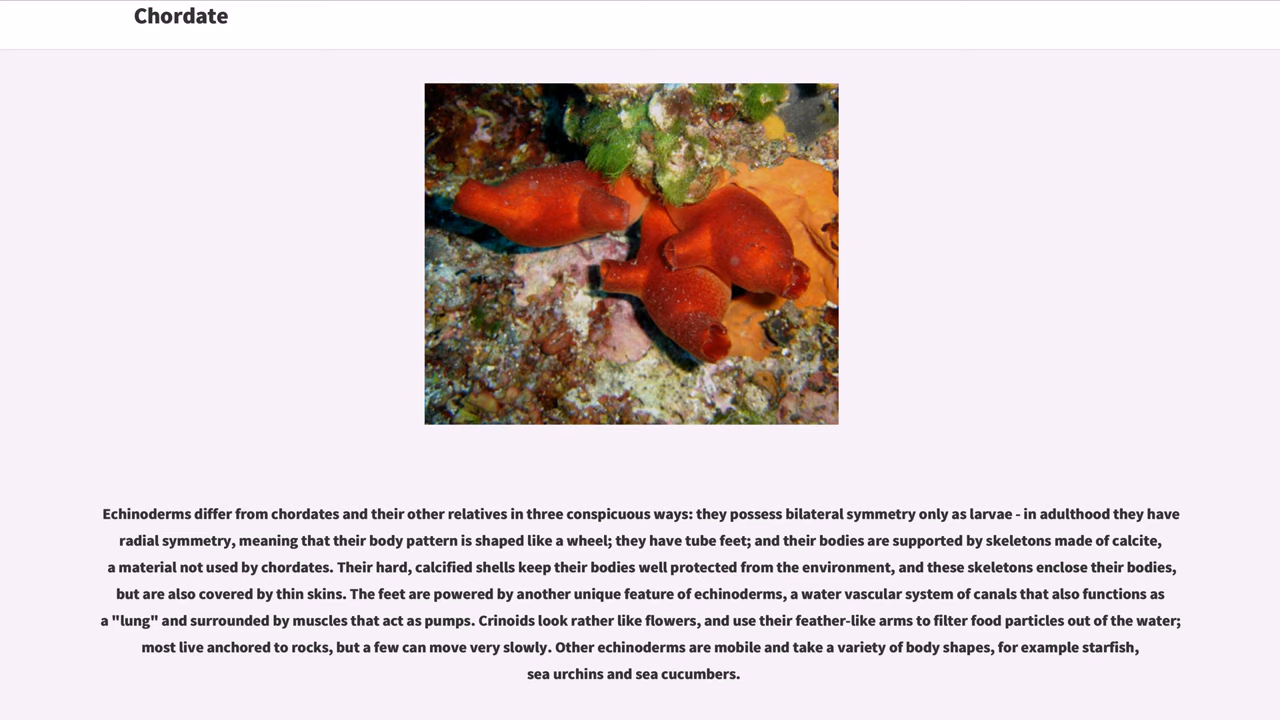 Chordate
Echinoderms differ from chordates and their other relatives in three conspicuous ways: they possess bilateral symmetry only as larvae - in adulthood they have
radial symmetry, meaning that their body pattern is shaped like a wheel; they have tube feet; and their bodies are supported by skeletons made of calcite,
a material not used by chordates. Their hard, calcified shells keep their bodies well protected from the environment, and these skeletons enclose their bodies,
but are also covered by thin skins. The feet are powered by another unique feature of echinoderms, a water vascular system of canals that also functions as
a "lung" and surrounded by muscles that act as pumps. Crinoids look rather like flowers, and use their feather-like arms to filter food particles out of the water;
most live anchored to rocks, but a few can move very slowly. Other echinoderms are mobile and take a variety of body shapes, for example starfish,
sea urchins and sea cucumbers.